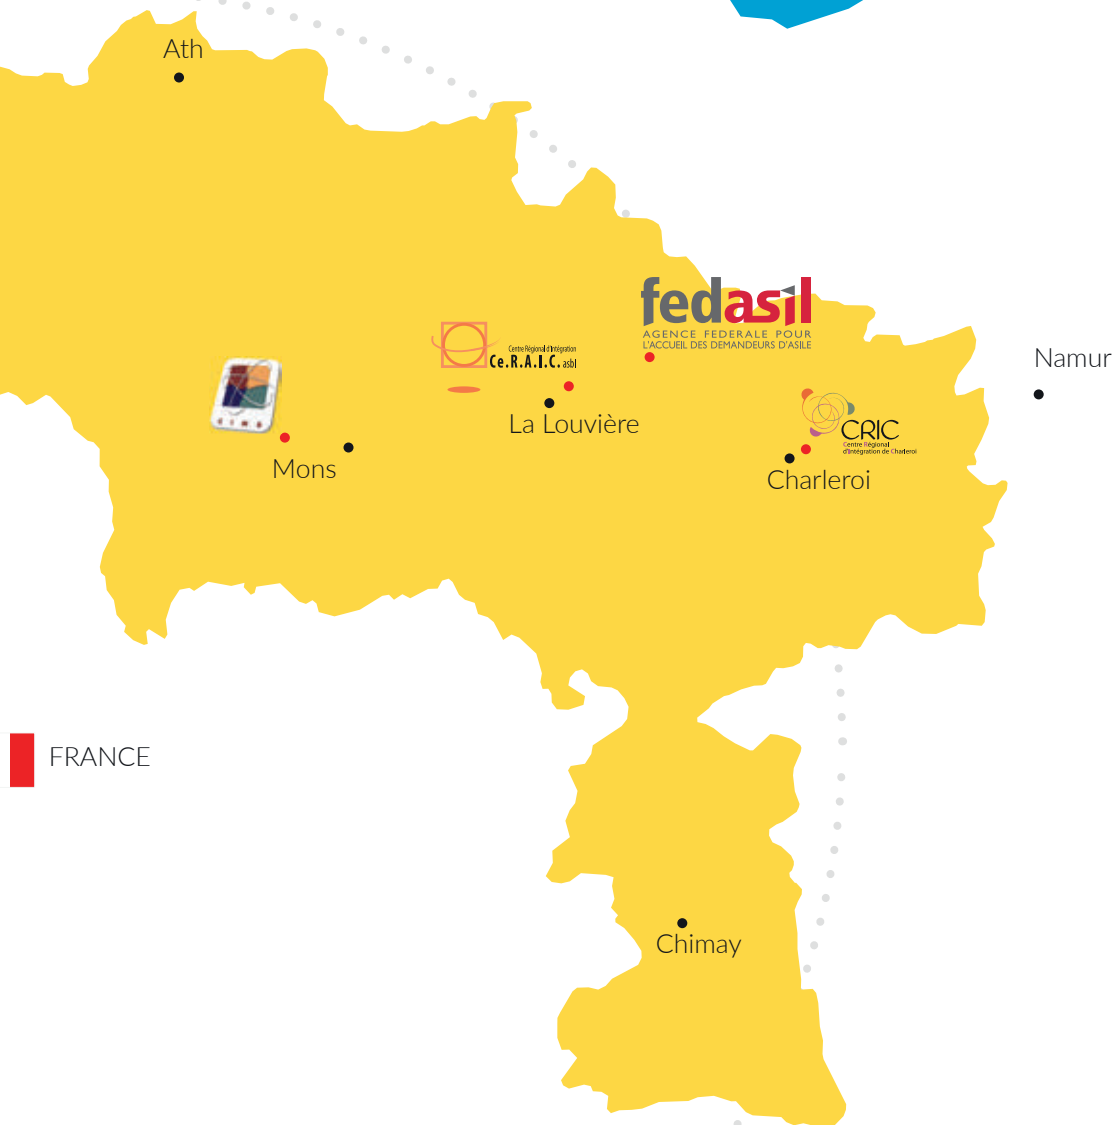 Ath
fedasil
AGENCE FEDERALE POUR
L'ACCUEIL DES DEMANDEURS D'ASILE
Centre Régional d'Intégration
Ce.R.A.I.C. asbl
Namur
La Louvière
CRIC
Centre Régional
d'Intégration de Charleroi
Mons
Charleroi
FRANCE
Chimay